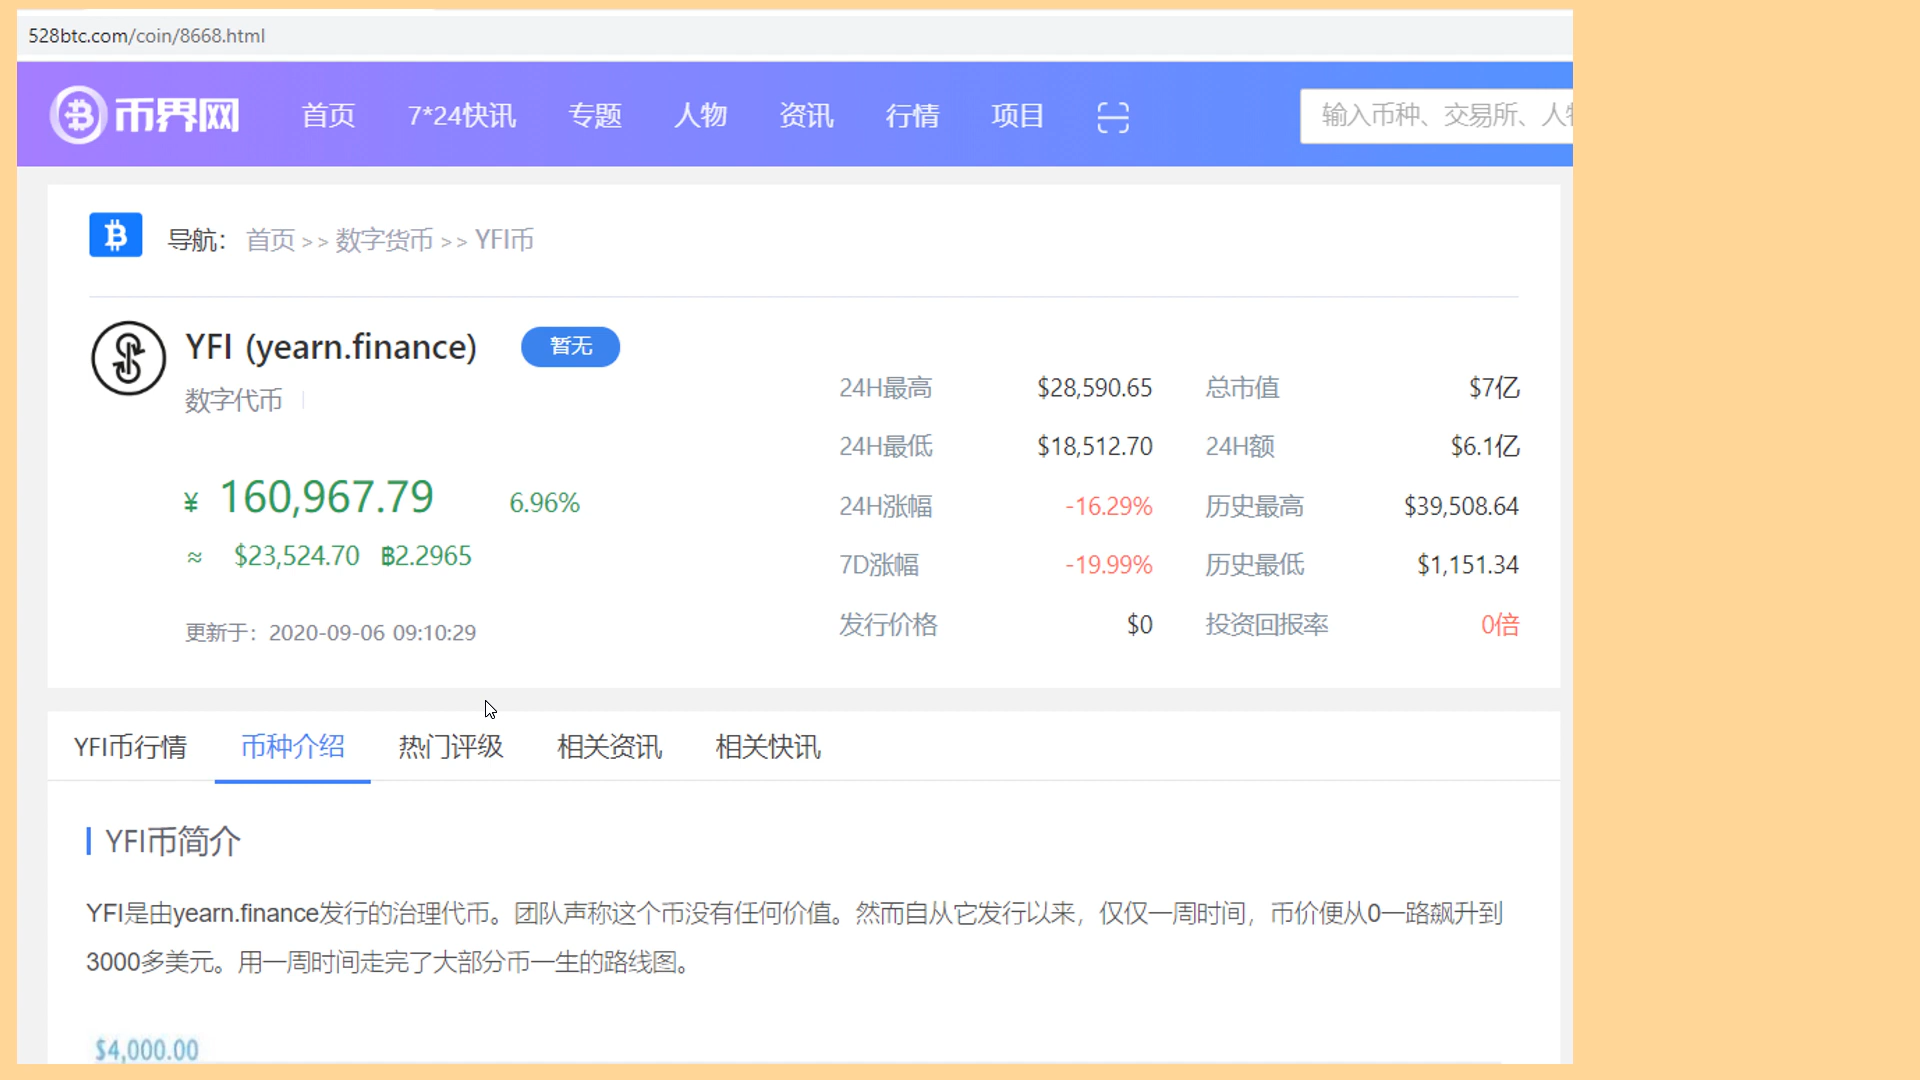 528btc.com/coin/8668.html
币界网 首页 7*24快讯 专题 人物 资讯 行情 项目 输入币种、交易所、人
导航： 首页 >> 数字货币 >> YFI币
YFI (yearn.finance) 暂无
数字代币
¥ 160,967.79 6.96%
≈ $23,524.70 ฿2.2965
更新于：2020-09-06 09:10:29
24H最高 $28,590.65 总市值 $7亿
24H最低 $18,512.70 24H额 $6.1亿
24H涨幅 -16.29% 历史最高 $39,508.64
7D涨幅 -19.99% 历史最低 $1,151.34
发行价格 $0 投资回报率 0倍
YFI币行情 币种介绍 热门评级 相关资讯 相关快讯
YFI币简介
YFI是由yearn.finance发行的治理代币。团队声称这个币没有任何价值。然而自从它发行以来，仅仅一周时间，币价便从0一路飙升到
3000多美元。用一周时间走完了大部分币一生的路线图。
$4,000.00